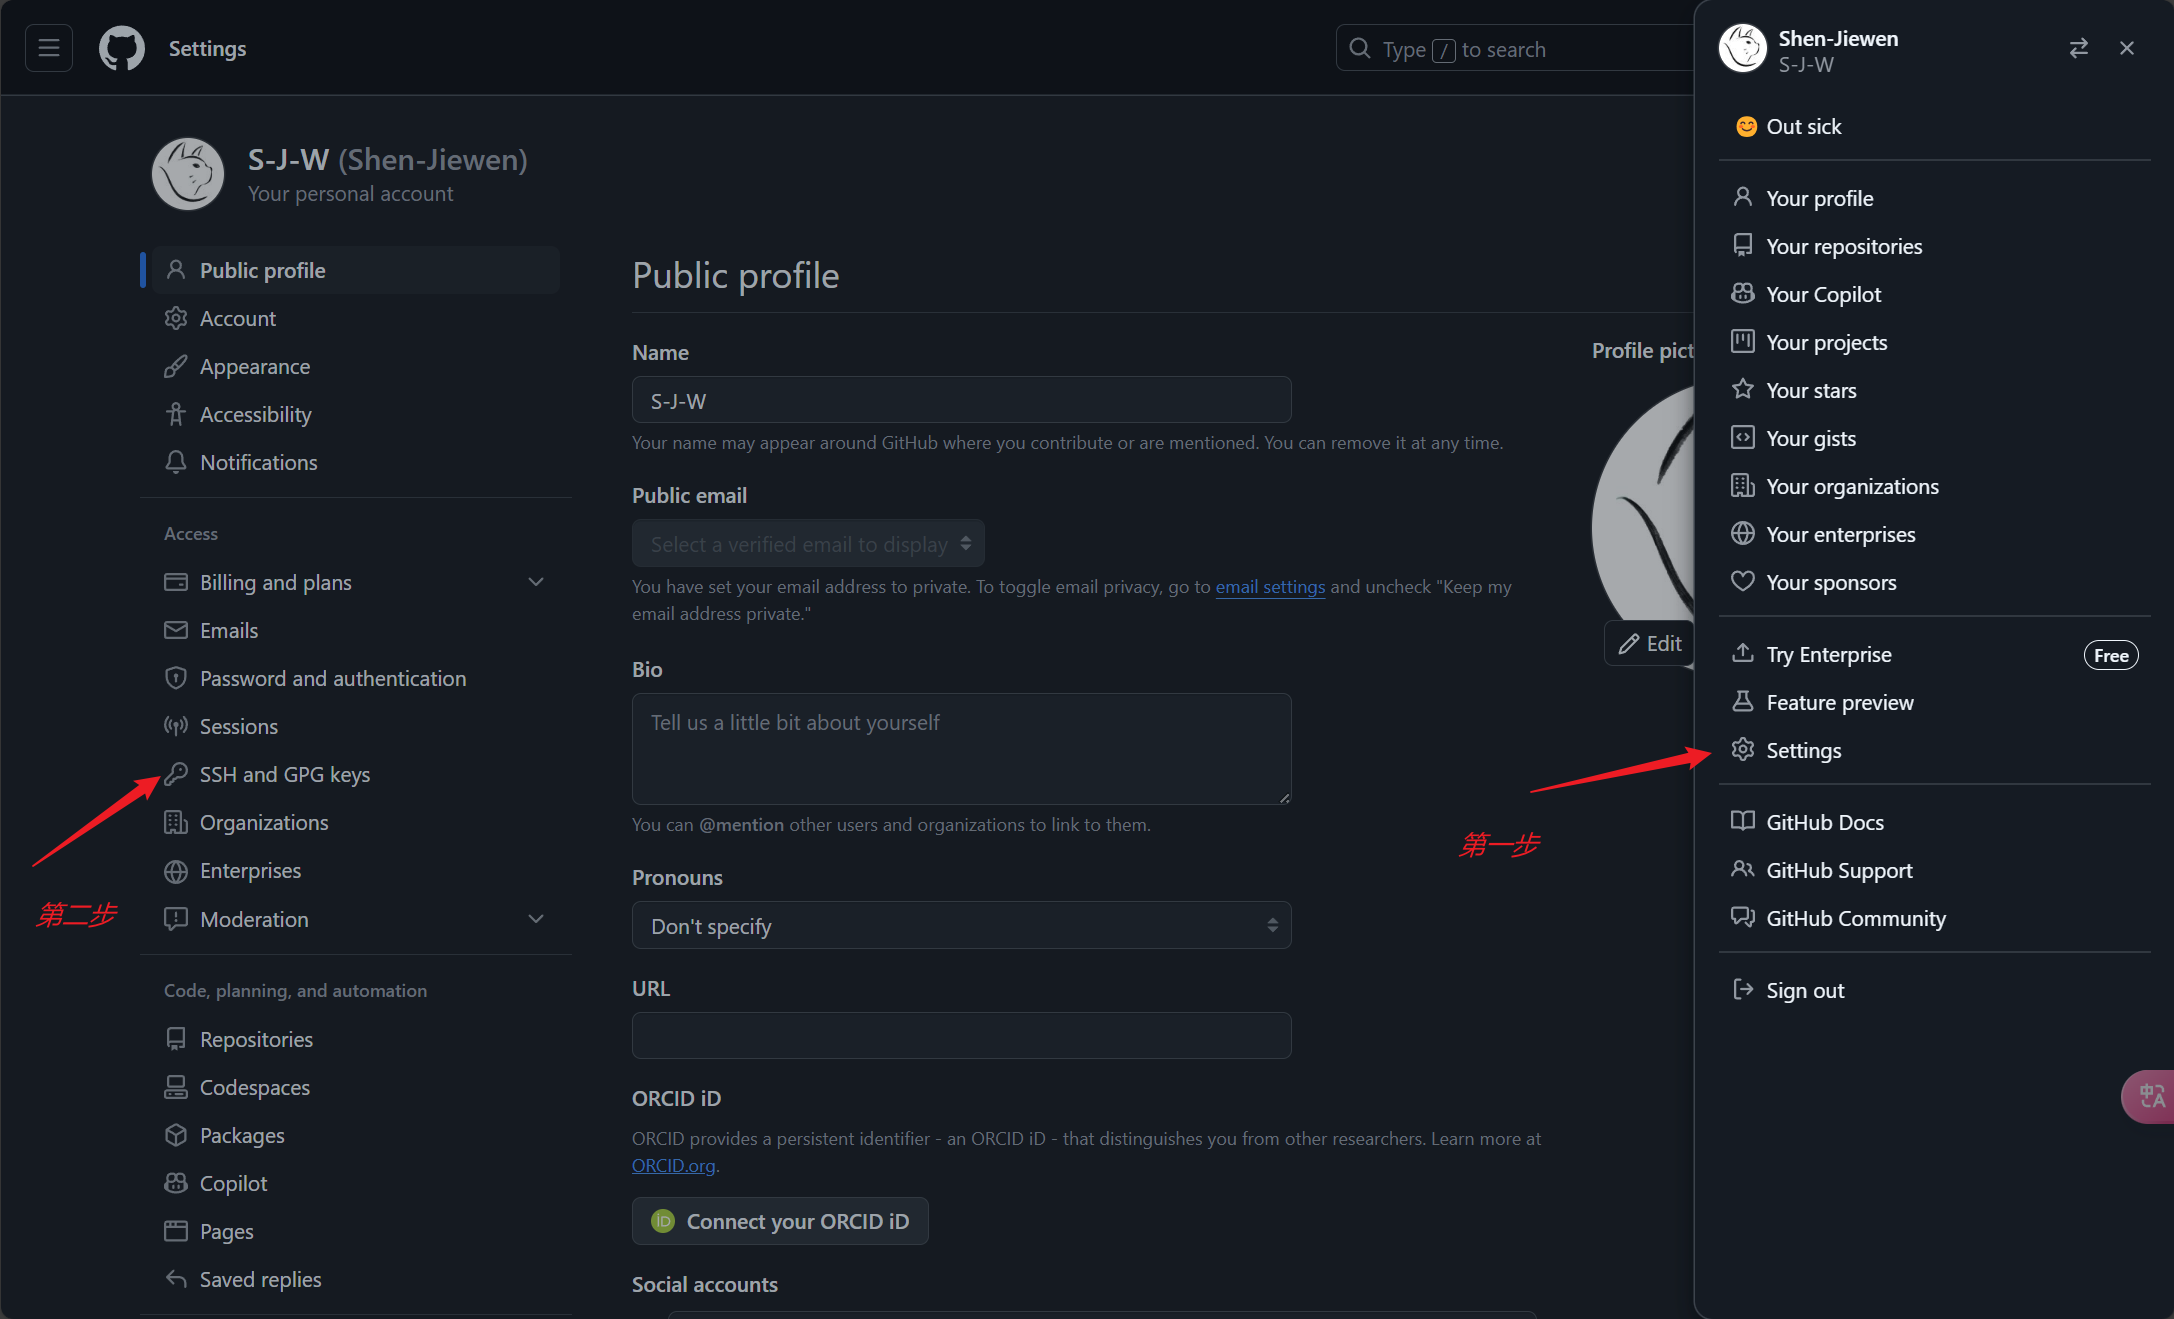 Settings
Type / to search
S-J-W (Shen-Jiewen)
Your personal account
Public profile
Account
Appearance
Accessibility
Notifications
Access
Billing and plans
Emails
Password and authentication
Sessions
SSH and GPG keys
Organizations
Enterprises
Moderation
Code, planning, and automation
Repositories
Codespaces
Packages
Copilot
Pages
Saved replies
第二步
Public profile
Name
S-J-W
Your name may appear around GitHub where you contribute or are mentioned. You can remove it at any time.
Public email
Select a verified email to display
You have set your email address to private. To toggle email privacy, go to email settings and uncheck "Keep my
email address private."
Bio
Tell us a little bit about yourself
You can @mention other users and organizations to link to them.
Pronouns
Don't specify
URL
ORCID iD
ORCID provides a persistent identifier - an ORCID iD - that distinguishes you from other researchers. Learn more at
ORCID.org.
iD Connect your ORCID iD
Social accounts
Profile pict
Edit
第一步
Shen-Jiewen
S-J-W
Out sick
Your profile
Your repositories
Your Copilot
Your projects
Your stars
Your gists
Your organizations
Your enterprises
Your sponsors
Try Enterprise Free
Feature preview
Settings
GitHub Docs
GitHub Support
GitHub Community
Sign out
中A